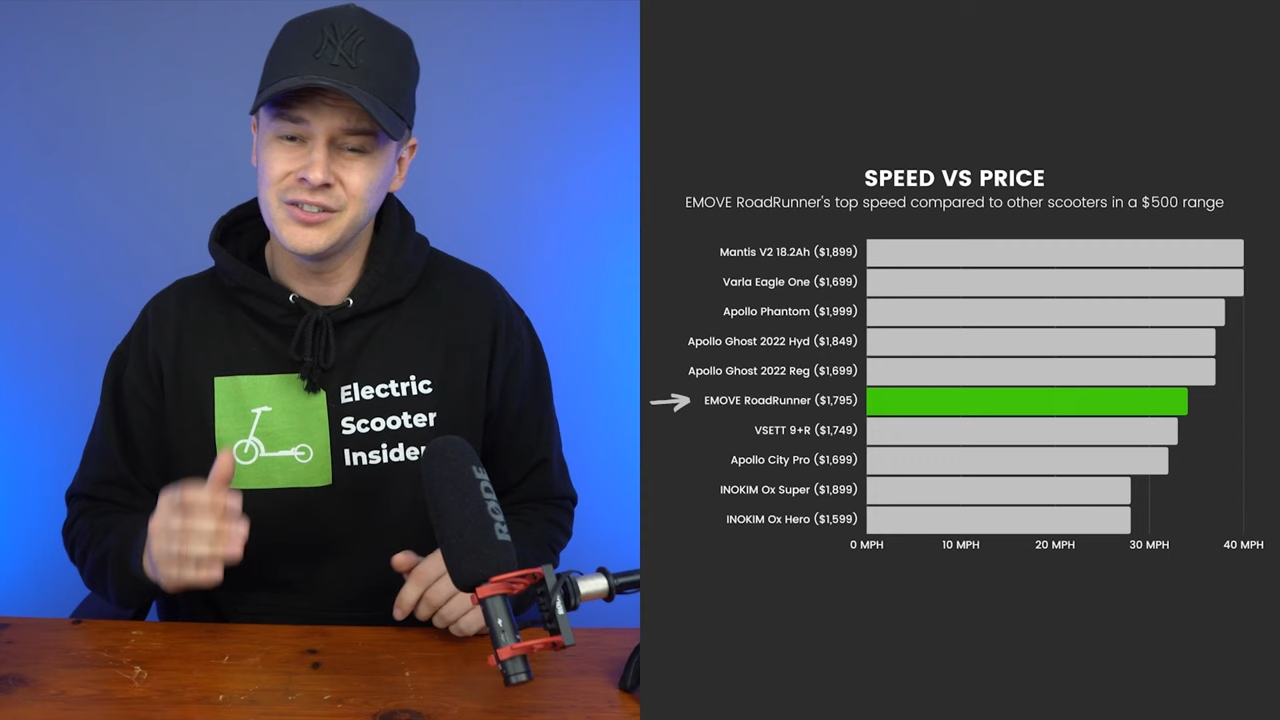 NY
Electric
Scooter
Insider
RØDE
SPEED VS PRICE
EMOVE RoadRunner's top speed compared to other scooters in a $500 range
Mantis V2 18.2Ah ($1,899)
Varla Eagle One ($1,699)
Apollo Phantom ($1,999)
Apollo Ghost 2022 Hyd ($1,849)
Apollo Ghost 2022 Reg ($1,699)
EMOVE RoadRunner ($1,795)
VSETT 9+R ($1,749)
Apollo City Pro ($1,699)
INOKIM Ox Super ($1,899)
INOKIM Ox Hero ($1,599)
0 MPH 10 MPH 20 MPH 30 MPH 40 MPH